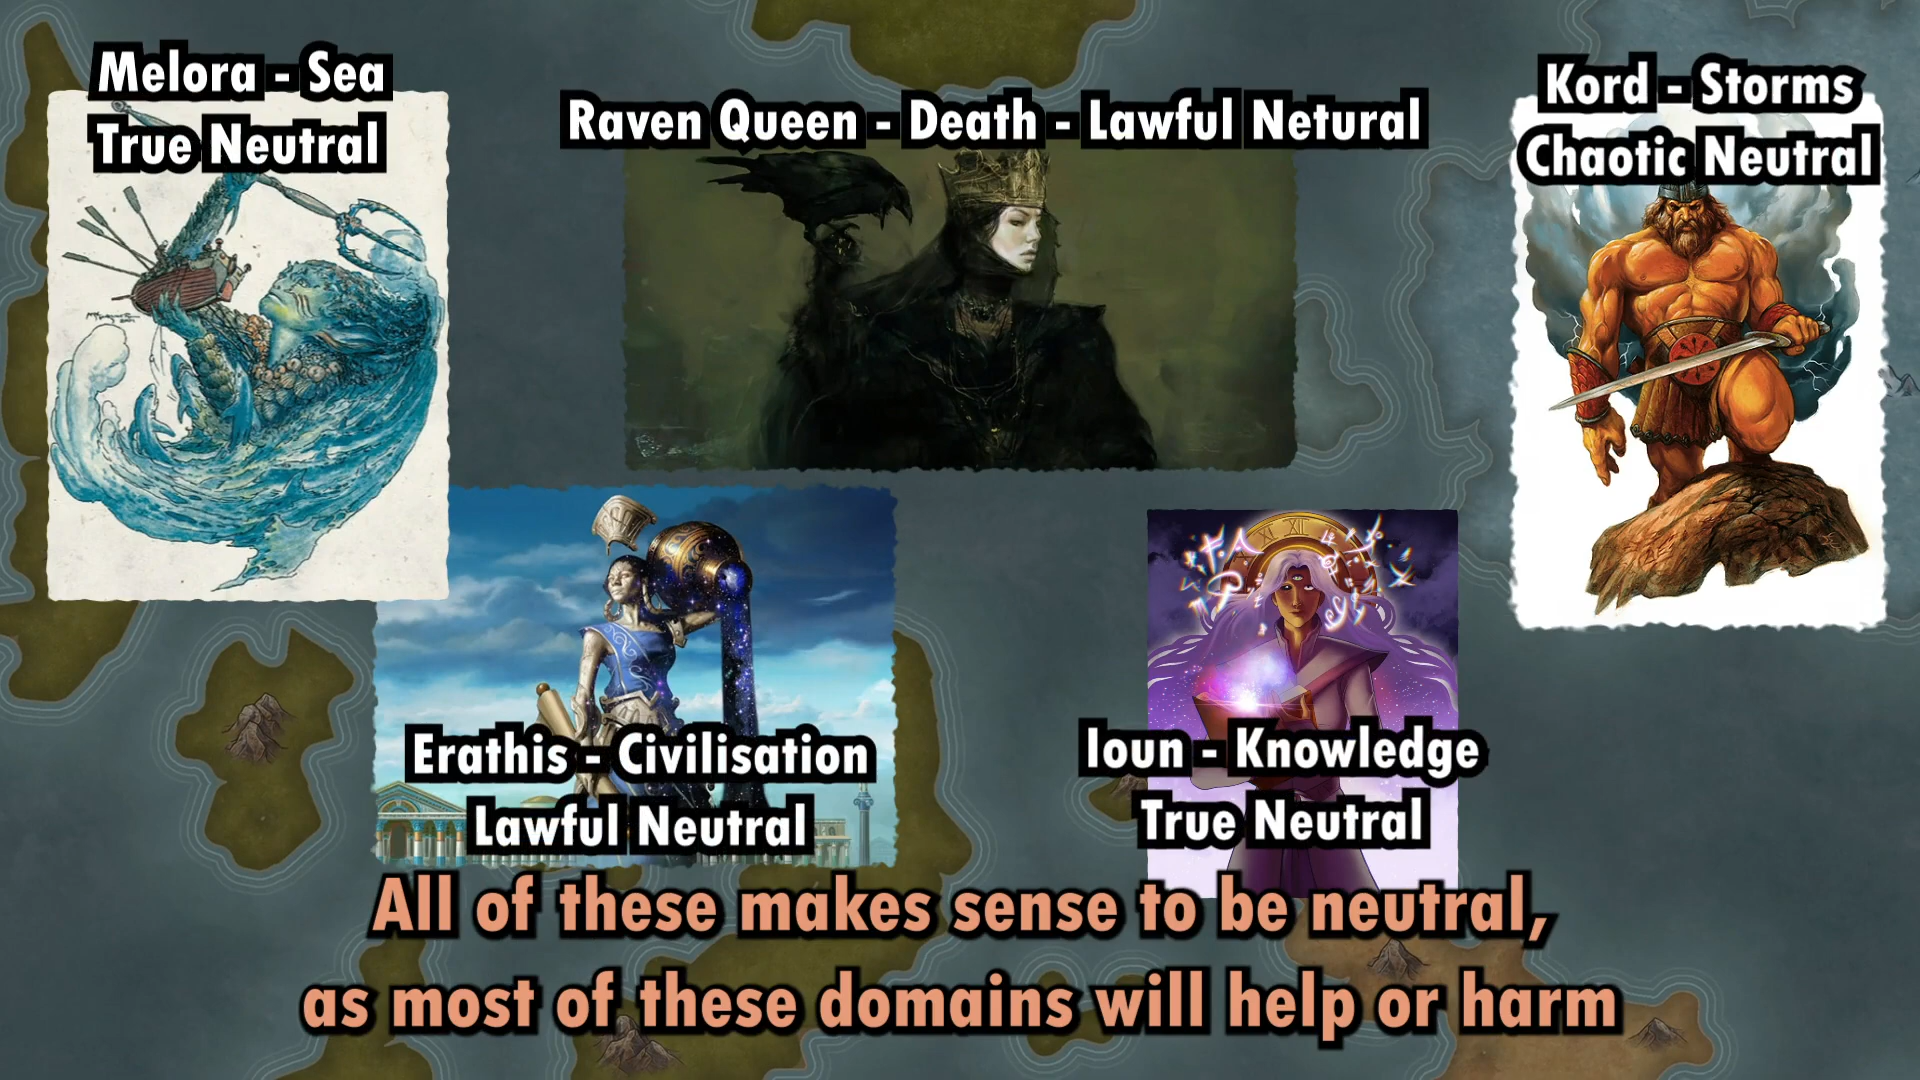 Melora - Sea
True Neutral
Raven Queen - Death - Lawful Netural
Kord - Storms
Chaotic Neutral
Erathis - Civilisation
Lawful Neutral
Ioun - Knowledge
True Neutral
All of these makes sense to be neutral,
as most of these domains will help or harm